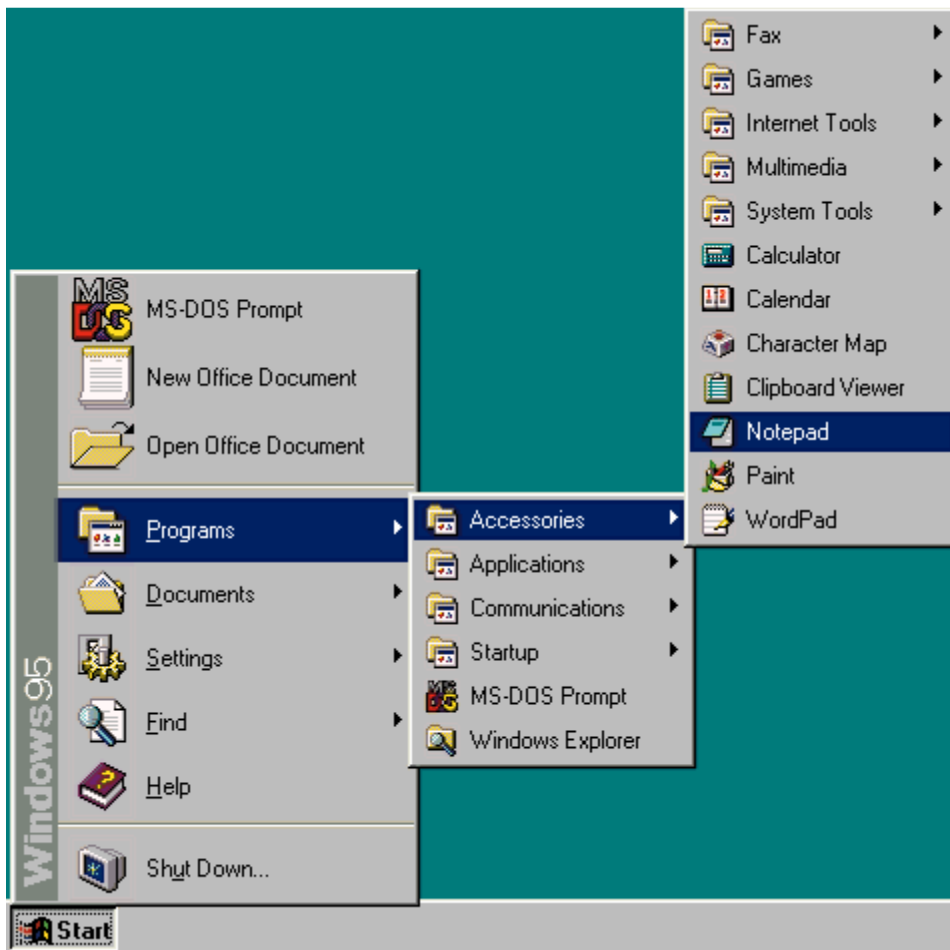 Fax
Games
Internet Tools
Multimedia
System Tools
Calculator
Calendar
Character Map
Clipboard Viewer
Notepad
Paint
WordPad
MS-DOS Prompt
New Office Document
Open Office Document
Programs
Documents
Settings
Find
Help
Shut Down...
Accessories
Applications
Communications
Startup
MS-DOS Prompt
Windows Explorer
Windows95
Start